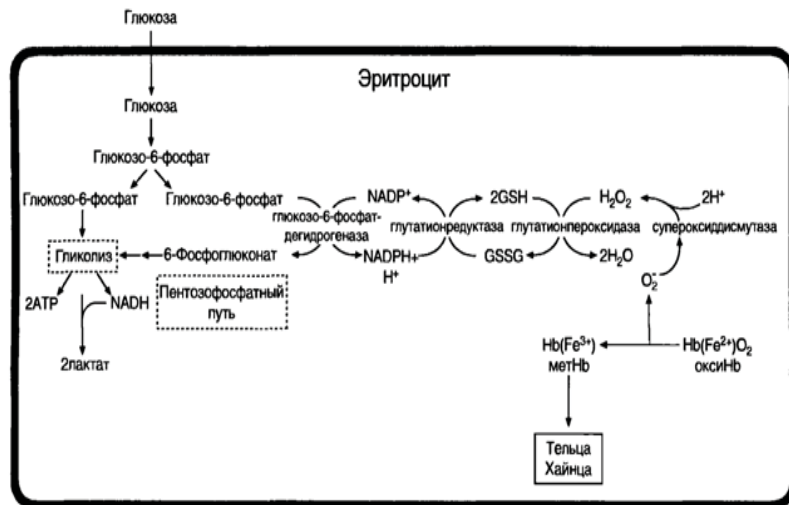 Глюкоза
Эритроцит
Глюкоза
Глюкозо-6-фосфат
Глюкозо-6-фосфат
Глюкозо-6-фосфат
NADP⁺
2GSH
H₂O₂
2H⁺
глюкозо-6-фосфат-
дегидрогеназа
глутатионредуктаза
глутатионпероксидаза
супероксиддисмутаза
Гликолиз
6-Фосфоглюконат
NADPH+
H⁺
GSSG
2H₂O
O₂⁻
2ATP
NADH
Пентозофосфатный
путь
2лактат
Hb(Fe³⁺)
метHb
Hb(Fe²⁺)O₂
оксиHb
Тельца
Хайнца